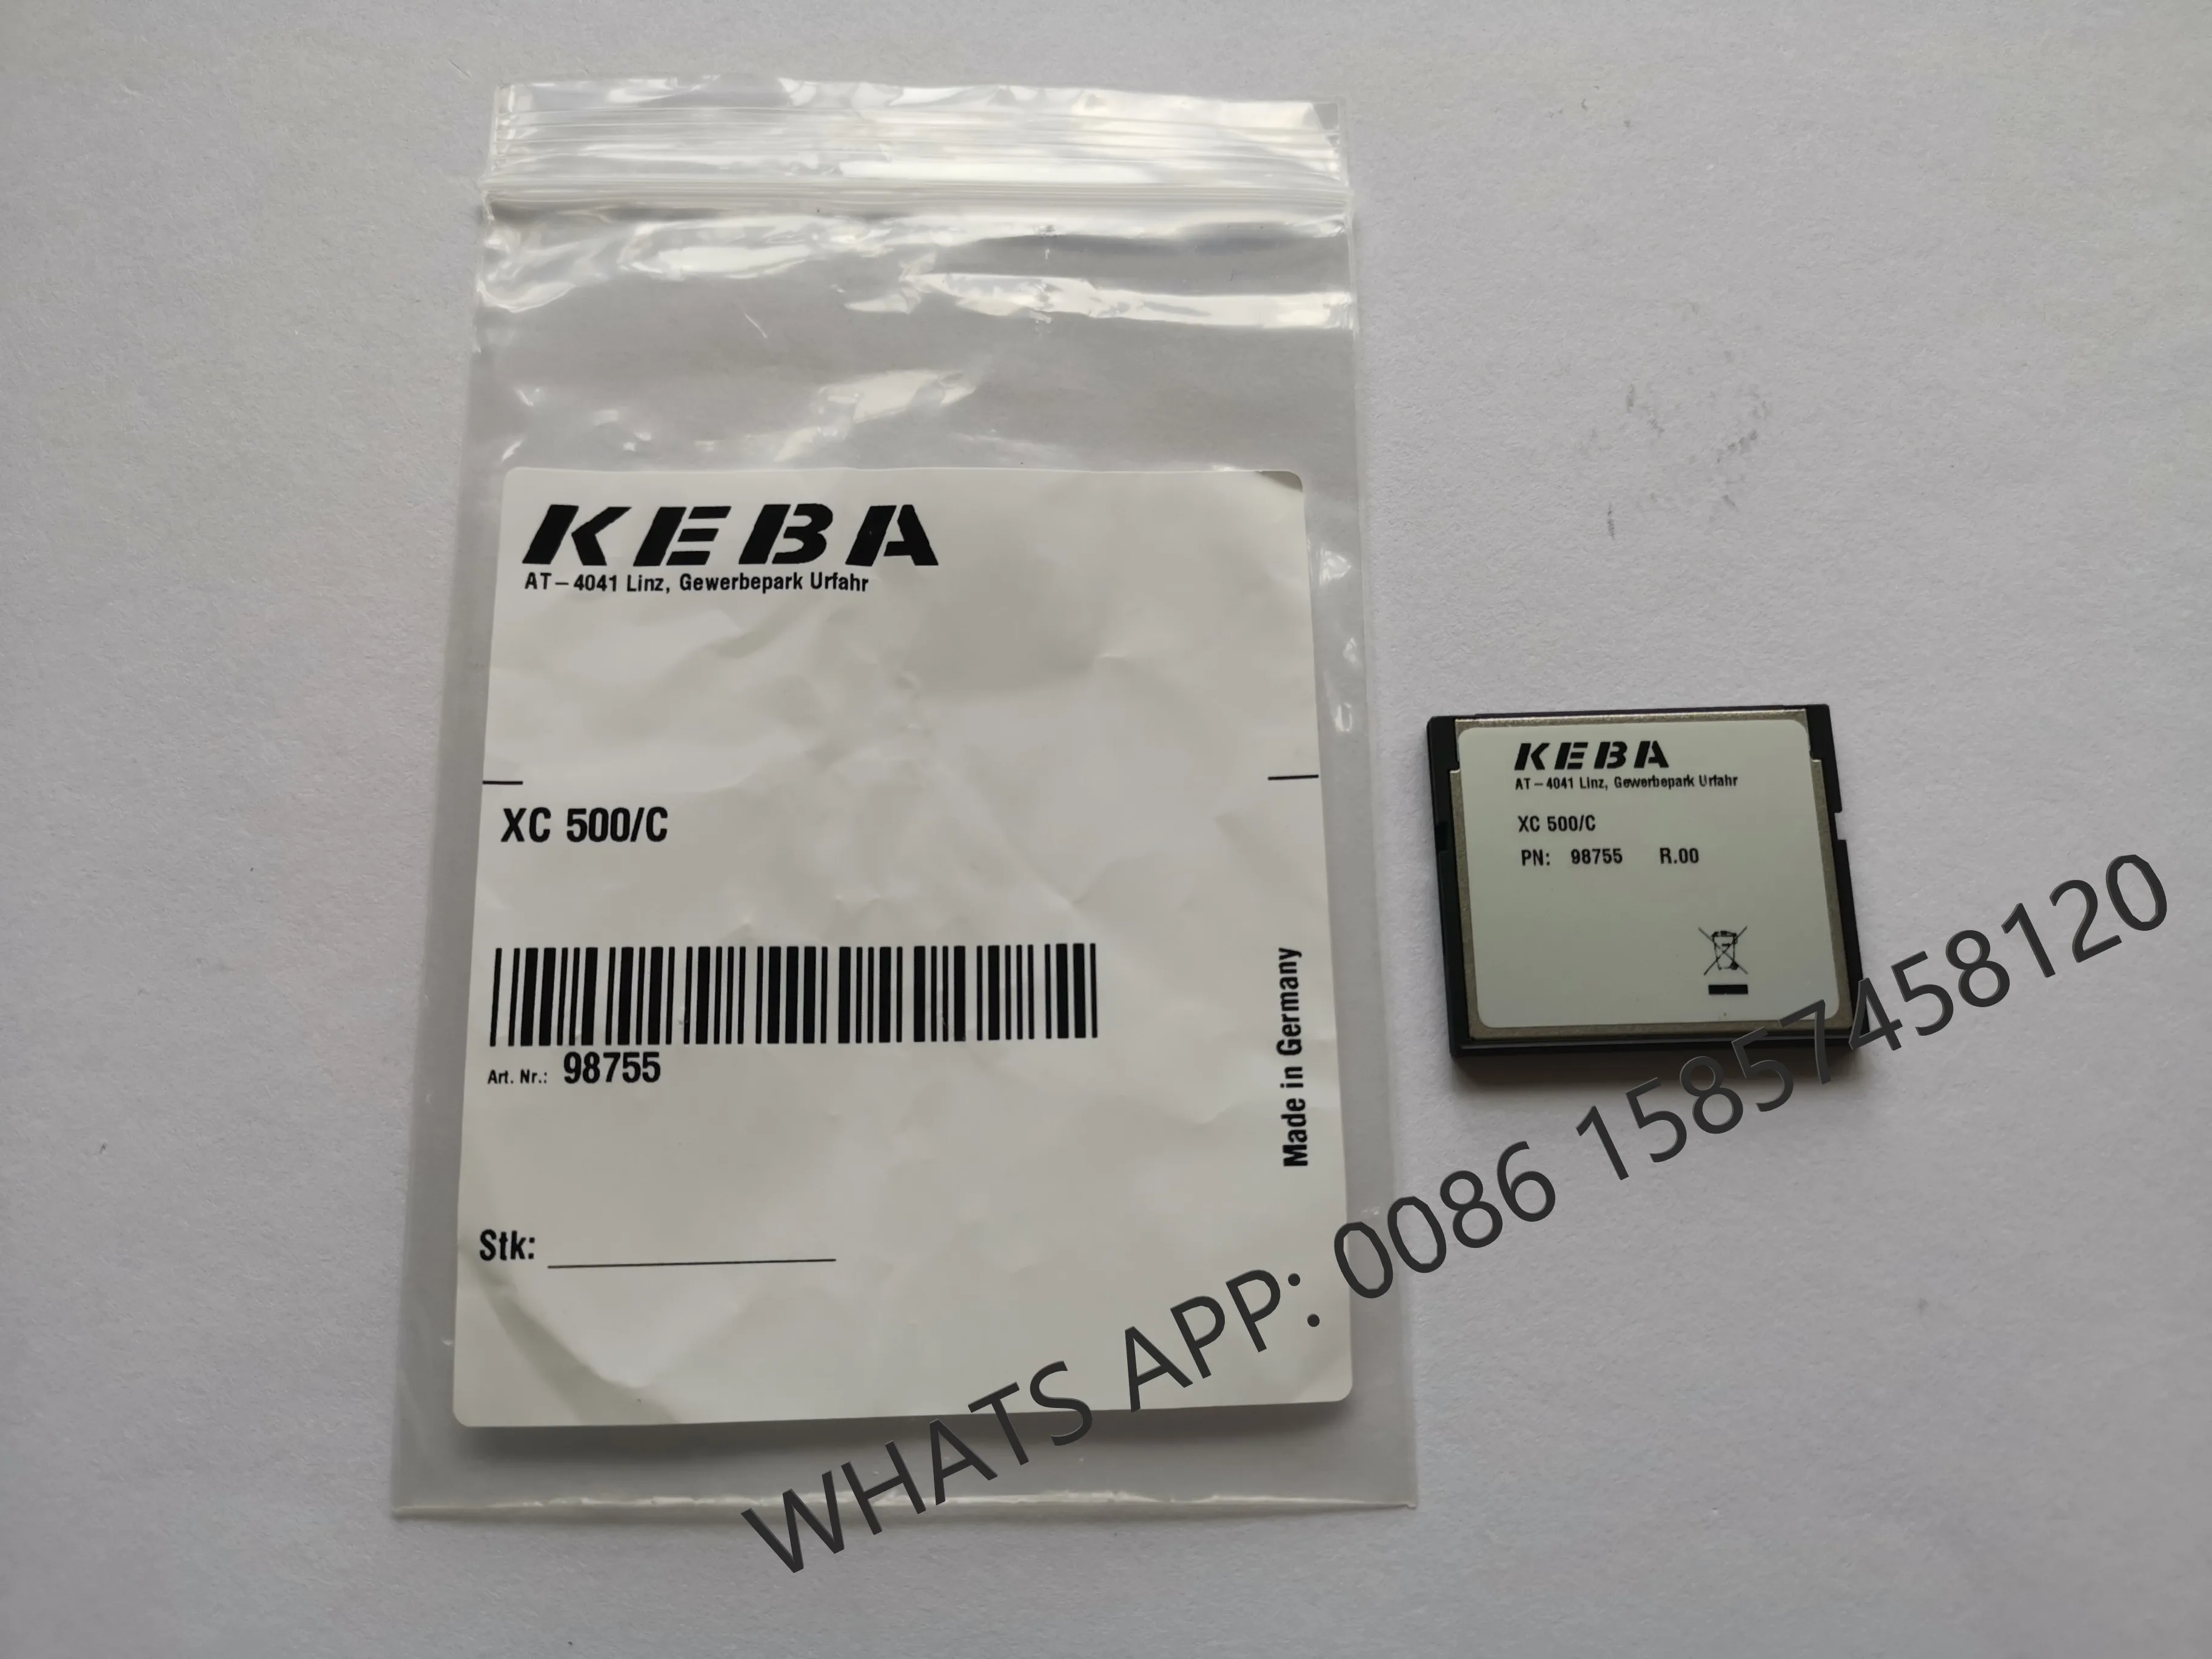 KEBA
AT–4041 Linz, Gewerbepark Urfahr
XC 500/C
Art. Nr.: 98755
Made in Germany
Stk:
KEBA
AT–4041 Linz, Gewerbepark Urfahr
XC 500/C
PN: 98755 R.00
WHATS APP: 0086 15857458120